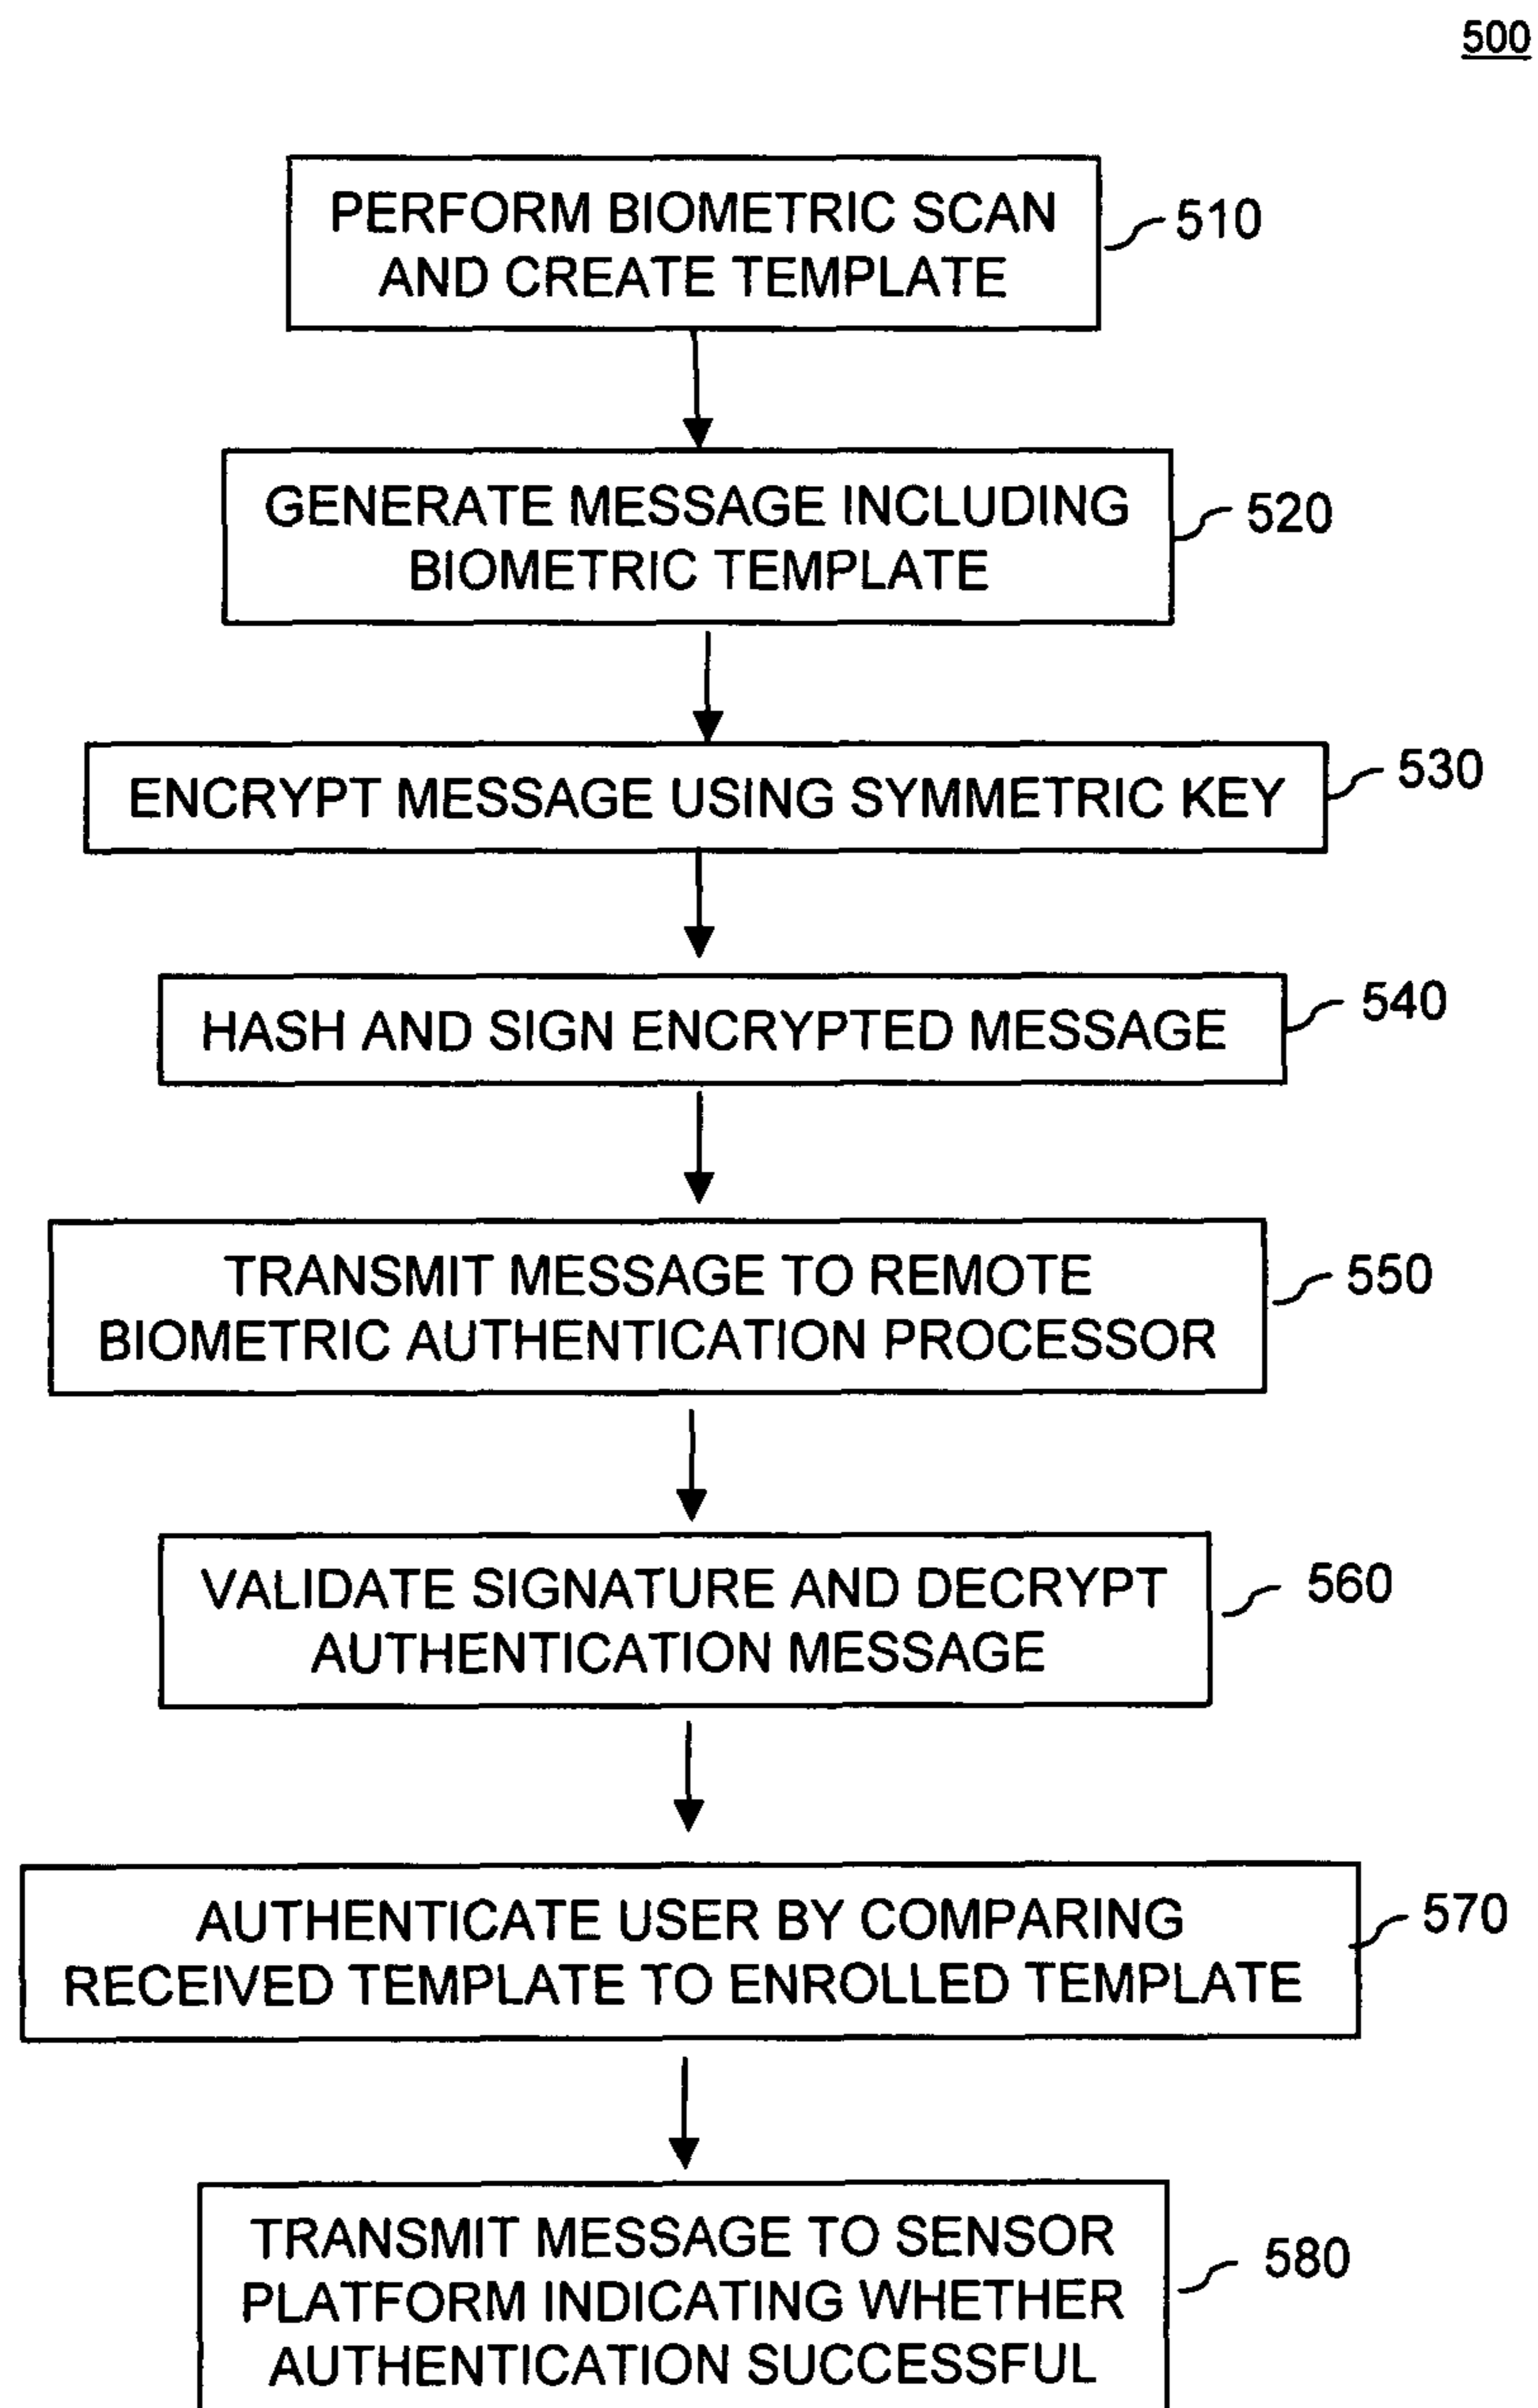 500
PERFORM BIOMETRIC SCAN
AND CREATE TEMPLATE
510
GENERATE MESSAGE INCLUDING
BIOMETRIC TEMPLATE
520
ENCRYPT MESSAGE USING SYMMETRIC KEY
530
HASH AND SIGN ENCRYPTED MESSAGE
540
TRANSMIT MESSAGE TO REMOTE
BIOMETRIC AUTHENTICATION PROCESSOR
550
VALIDATE SIGNATURE AND DECRYPT
AUTHENTICATION MESSAGE
560
AUTHENTICATE USER BY COMPARING
RECEIVED TEMPLATE TO ENROLLED TEMPLATE
570
TRANSMIT MESSAGE TO SENSOR
PLATFORM INDICATING WHETHER
AUTHENTICATION SUCCESSFUL
580